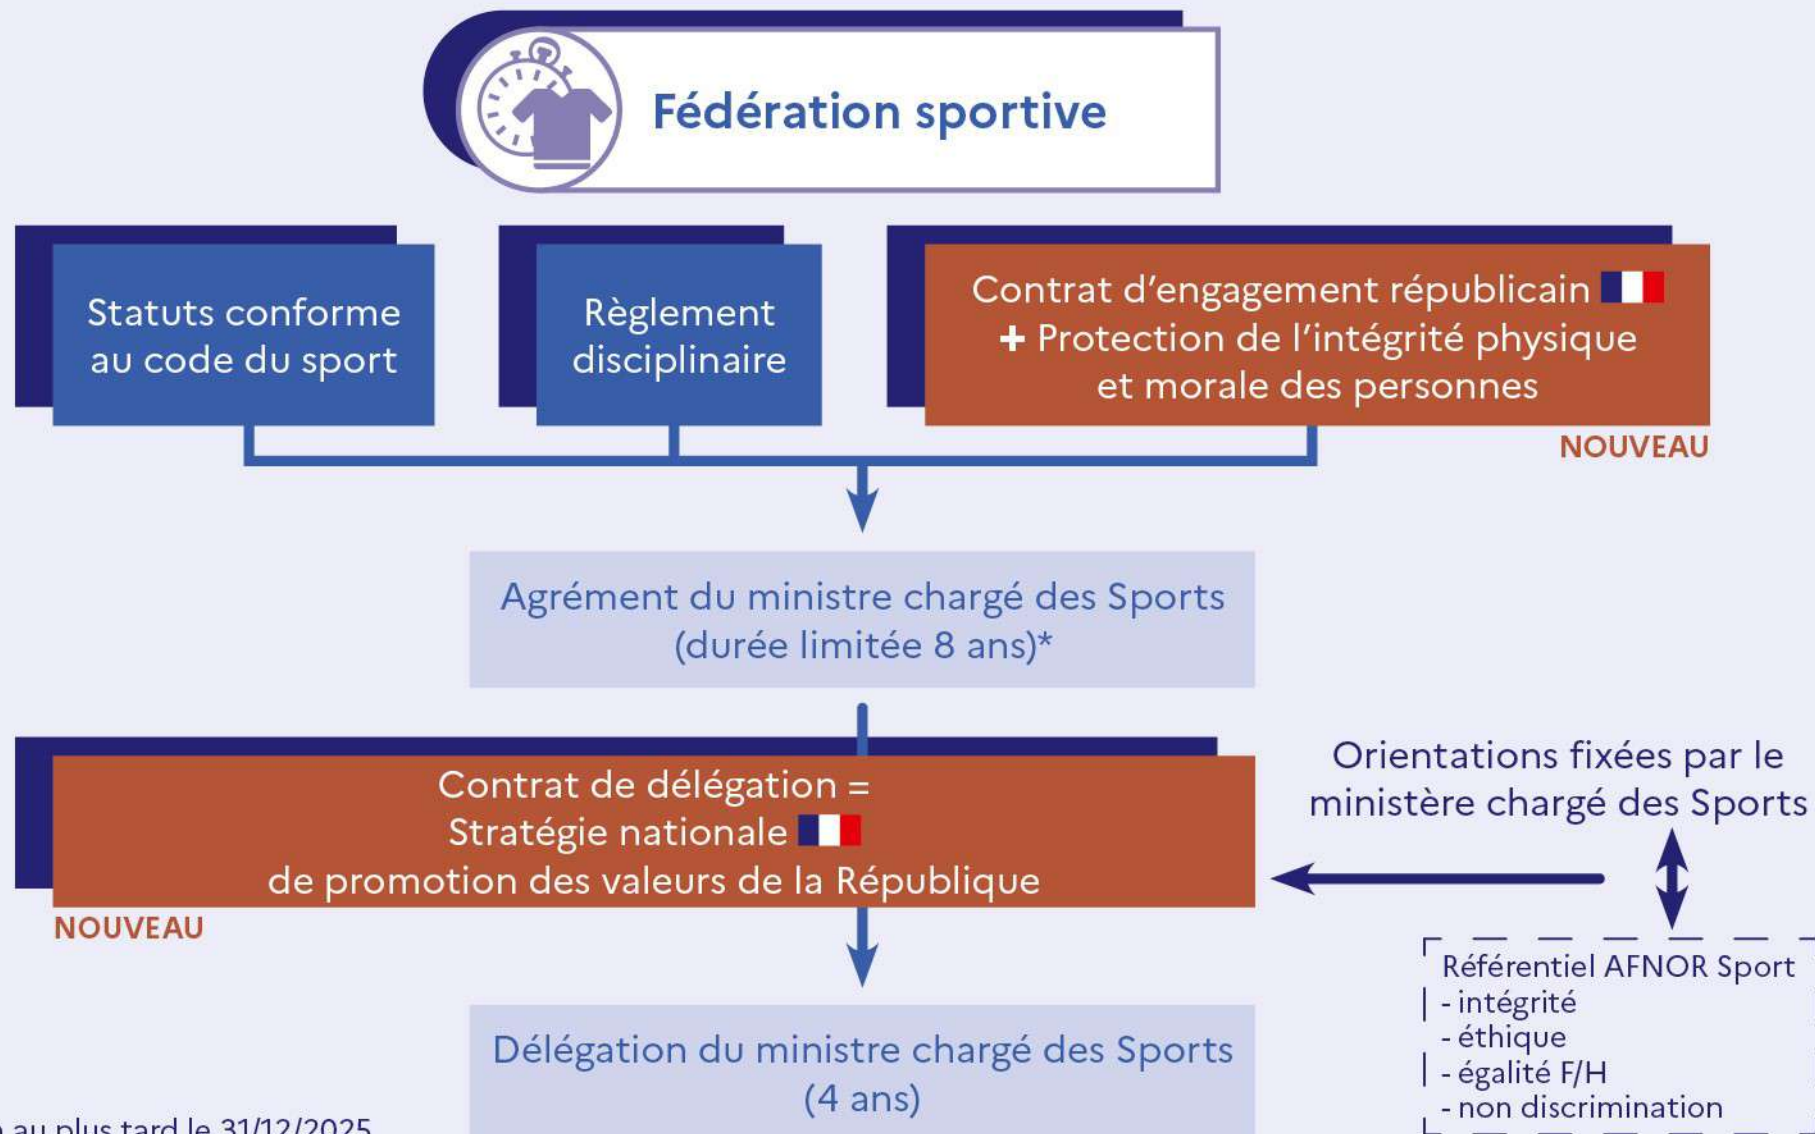 Fédération sportive
Statuts conforme
au code du sport
Règlement
disciplinaire
Contrat d'engagement républicain
+ Protection de l'intégrité physique
et morale des personnes
NOUVEAU
Agrément du ministre chargé des Sports
(durée limitée 8 ans)*
Contrat de délégation =
Stratégie nationale
de promotion des valeurs de la République
NOUVEAU
Orientations fixées par le
ministère chargé des Sports
Référentiel AFNOR Sport
- intégrité
- éthique
- égalité F/H
- non discrimination
Délégation du ministre chargé des Sports
(4 ans)
au plus tard le 31/12/2025